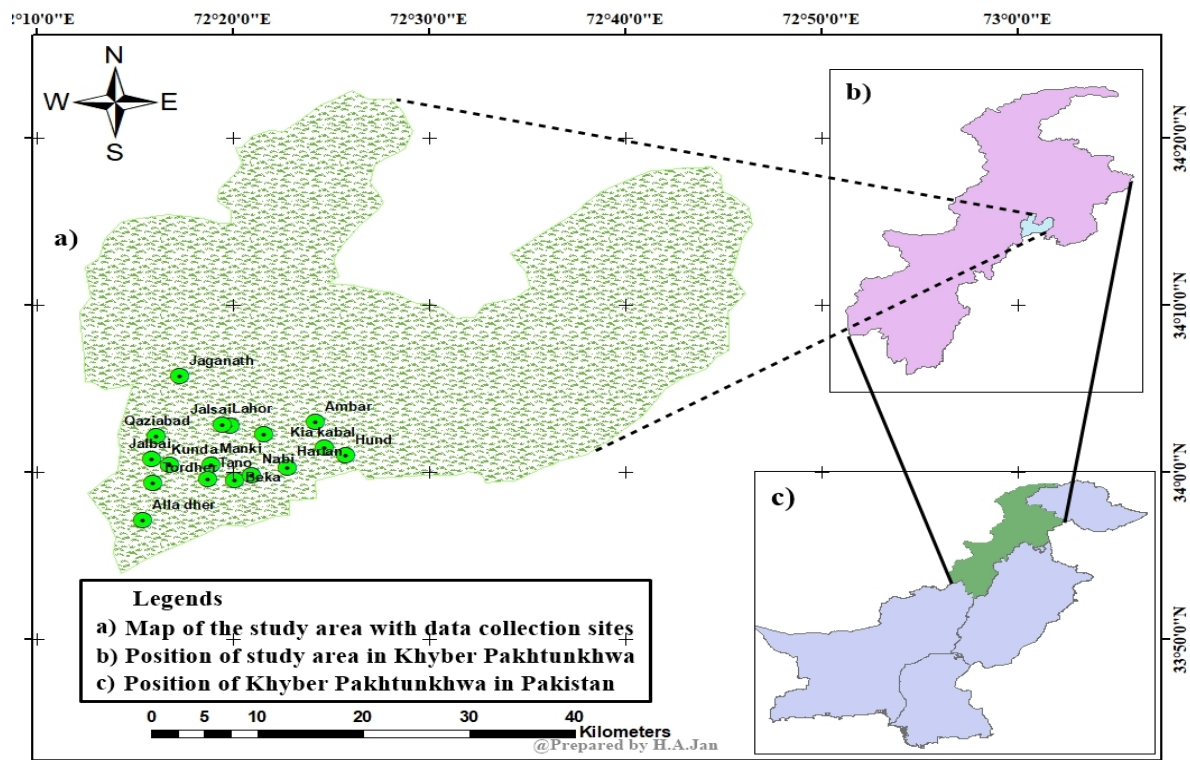 2°10'0"E 72°20'0"E 72°30'0"E 72°40'0"E 72°50'0"E 73°0'0"E
N
W E
S
b)
34°20'0"N
a)
34°10'0"N
Jaganath
Jalsai Lahor
Ambar
Qaziabad
Kia kabal
Hund
Jalbai
Kunda
Manki
Harian
Tordher
Tano
Nabi
Beka
34°0'0"N
Alla dher
c)
Legends
a) Map of the study area with data collection sites
b) Position of study area in Khyber Pakhtunkhwa
c) Position of Khyber Pakhtunkhwa in Pakistan
33°50'0"N
0 5 10 20 30 40
Kilometers
@Prepared by H.A.Jan